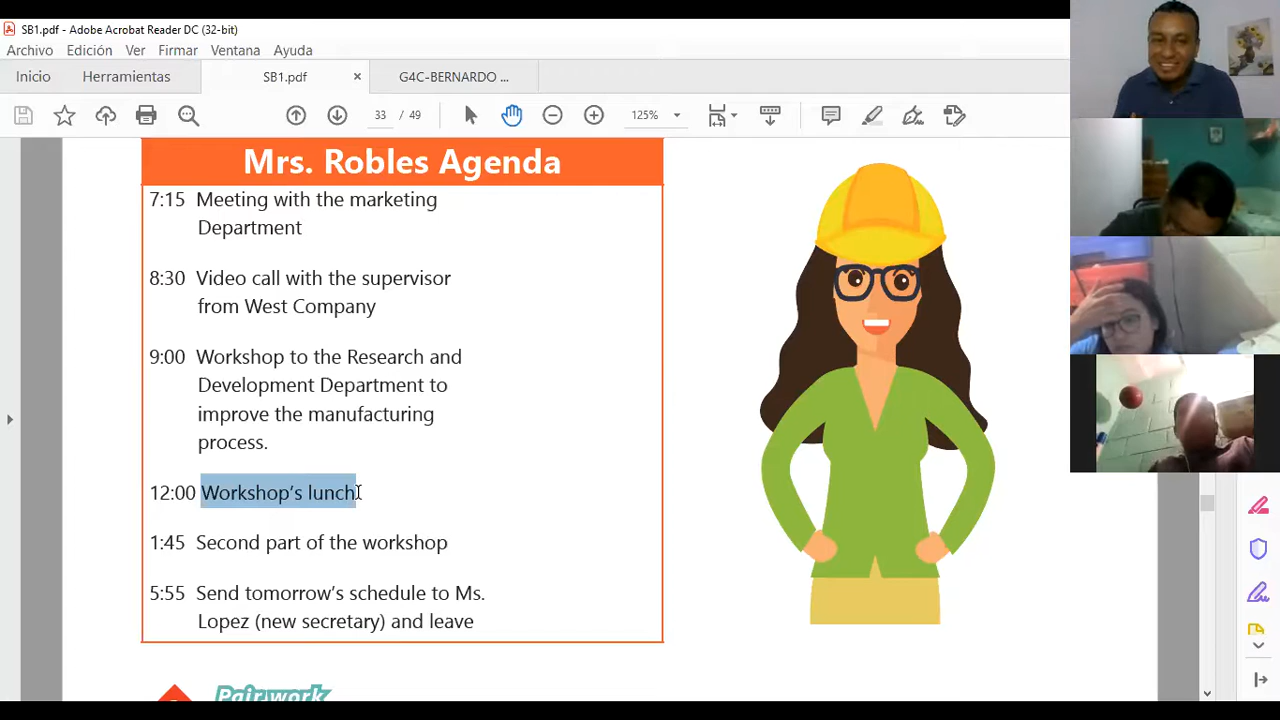 SB1.pdf - Adobe Acrobat Reader DC (32-bit)
Archivo Edición Ver Firmar Ventana Ayuda
Inicio Herramientas SB1.pdf × G4C-BERNARDO ...
33 / 49 125%
Mrs. Robles Agenda
7:15 Meeting with the marketing
Department
8:30 Video call with the supervisor
from West Company
9:00 Workshop to the Research and
Development Department to
improve the manufacturing
process.
12:00 Workshop's lunch
1:45 Second part of the workshop
5:55 Send tomorrow's schedule to Ms.
Lopez (new secretary) and leave
Pair work